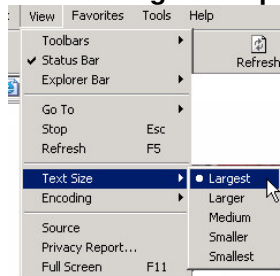 View Favorites Tools Help
Toolbars
Status Bar
Explorer Bar
Refresh
Go To
Stop Esc
Refresh F5
Text Size
Encoding
Largest
Larger
Medium
Smaller
Smallest
Source
Privacy Report...
Full Screen F11